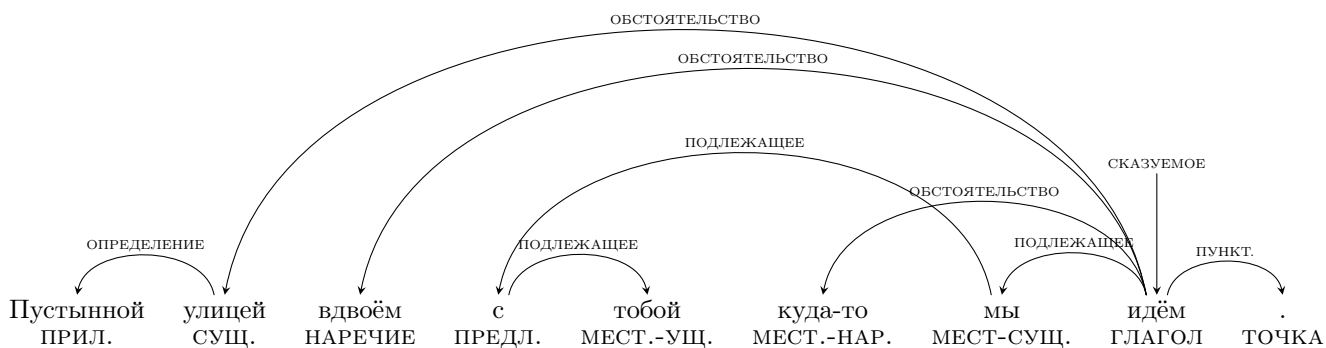 ОБСТОЯТЕЛЬСТВО
ОБСТОЯТЕЛЬСТВО
ПОДЛЕЖАЩЕЕ
СКАЗУЕМОЕ
ОБСТОЯТЕЛЬСТВО
ОПРЕДЕЛЕНИЕ ПОДЛЕЖАЩЕЕ ПОДЛЕЖАЩЕЕ ПУНКТ.
Пустынной улицей вдвоём с тобой куда-то мы идём .
ПРИЛ. СУЩ. НАРЕЧИЕ ПРЕДЛ. МЕСТ.-УЩ. МЕСТ.-НАР. МЕСТ-СУЩ. ГЛАГОЛ ТОЧКА